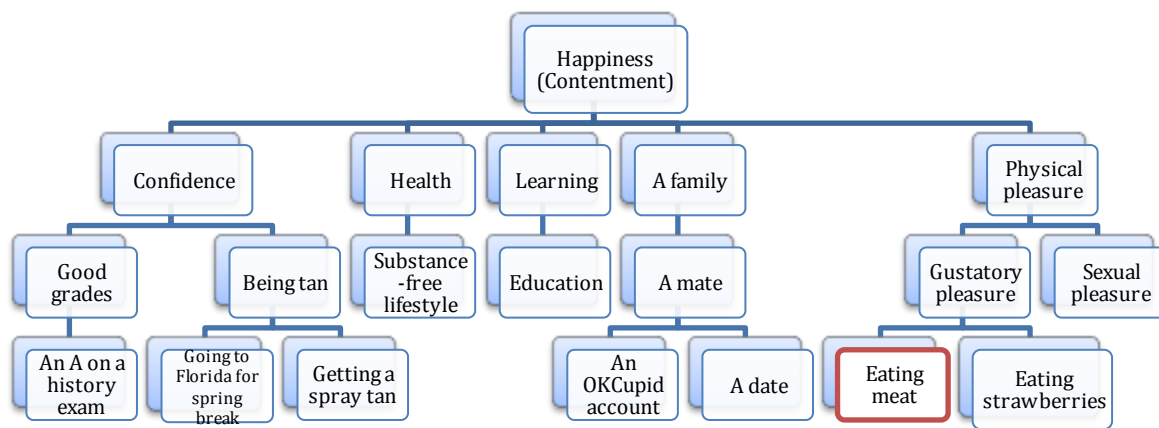 Happiness
(Contentment)
Confidence
Health
Learning
A family
Physical
pleasure
Good
grades
Being tan
Substance
-free
lifestyle
Education
A mate
Gustatory
pleasure
Sexual
pleasure
An A on a
history
exam
Going to
Florida for
spring
break
Getting a
spray tan
An
OKCupid
account
A date
Eating
meat
Eating
strawberries